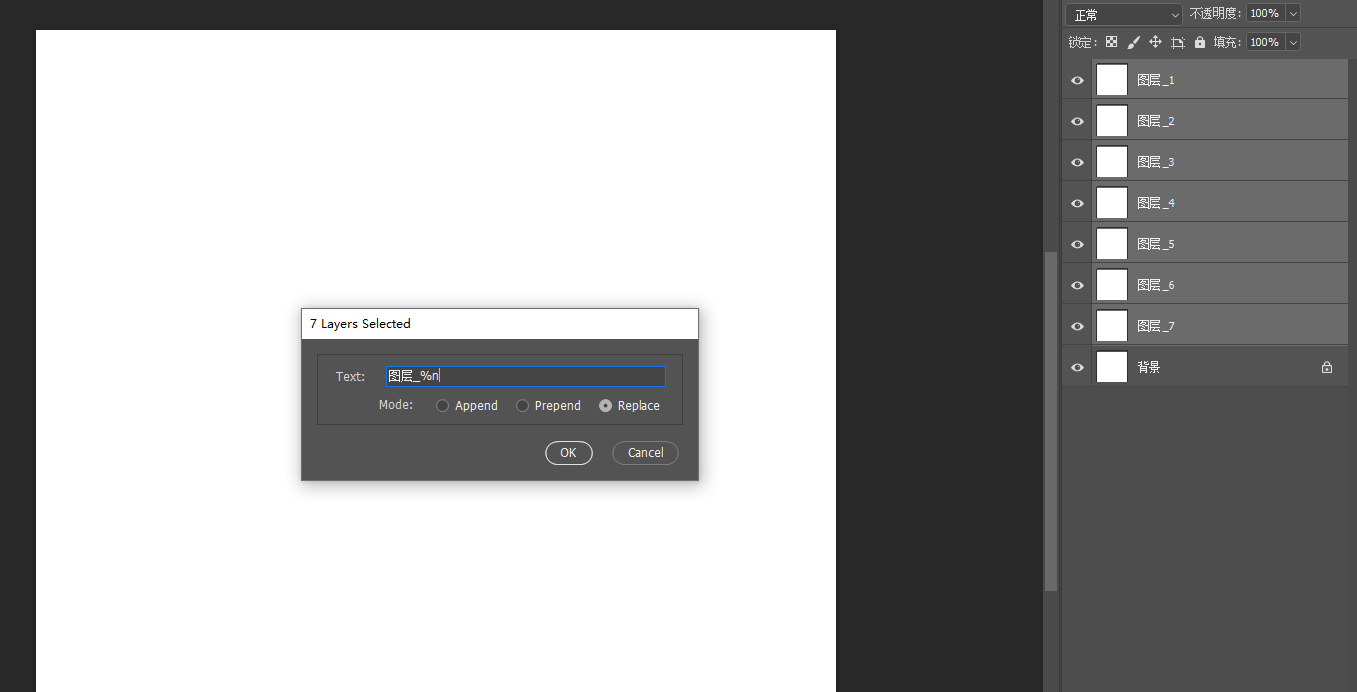 正常
不透明度: 100%
锁定: 填充: 100%
图层_1
图层_2
图层_3
图层_4
图层_5
图层_6
图层_7
背景
7 Layers Selected
Text: 图层_%n
Mode: Append Prepend Replace
OK Cancel